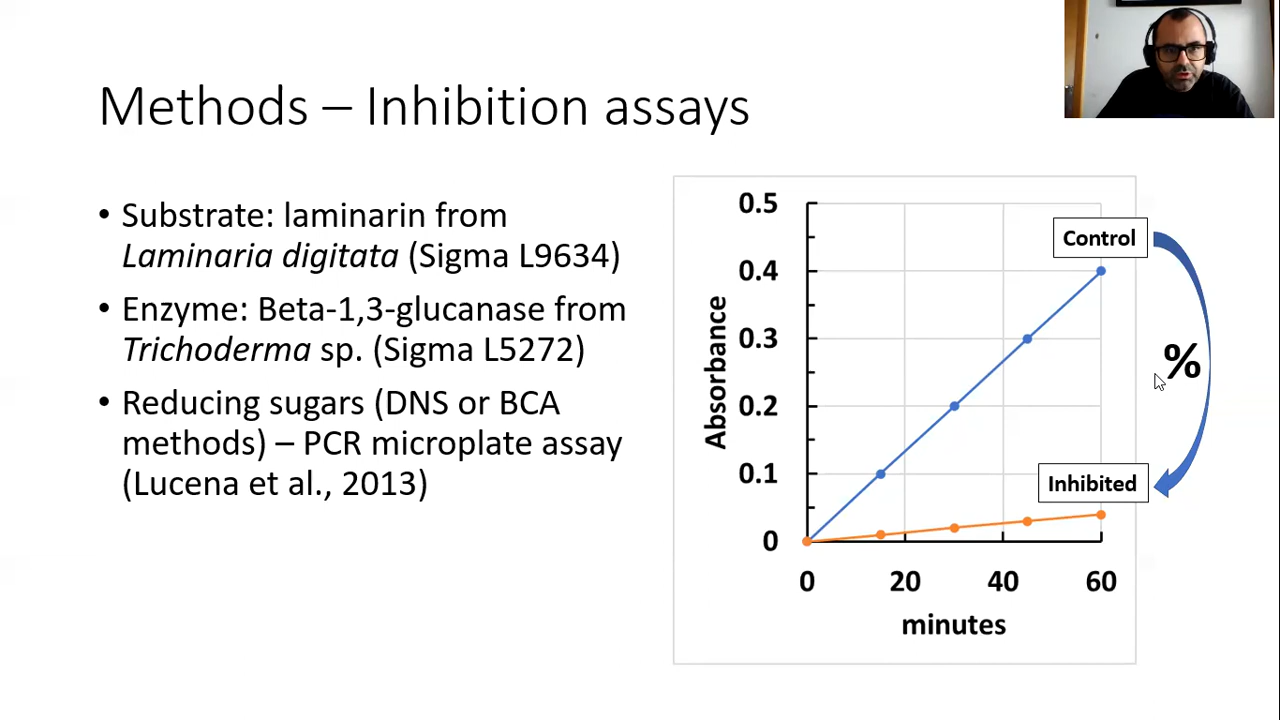 Methods – Inhibition assays
• Substrate: laminarin from
Laminaria digitata (Sigma L9634)
• Enzyme: Beta-1,3-glucanase from
Trichoderma sp. (Sigma L5272)
• Reducing sugars (DNS or BCA
methods) – PCR microplate assay
(Lucena et al., 2013)
Absorbance
0.5
0.4
0.3
0.2
0.1
0
0 20 40 60
minutes
Control
%
Inhibited